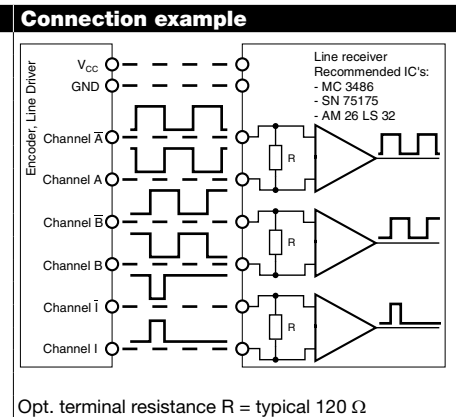 Connection example
Encoder, Line Driver
VCC
GND
Channel A̅
Channel A
Channel B̅
Channel B
Channel I̅
Channel I
Line receiver
Recommended IC's:
- MC 3486
- SN 75175
- AM 26 LS 32
R
R
R
Opt. terminal resistance R = typical 120 Ω